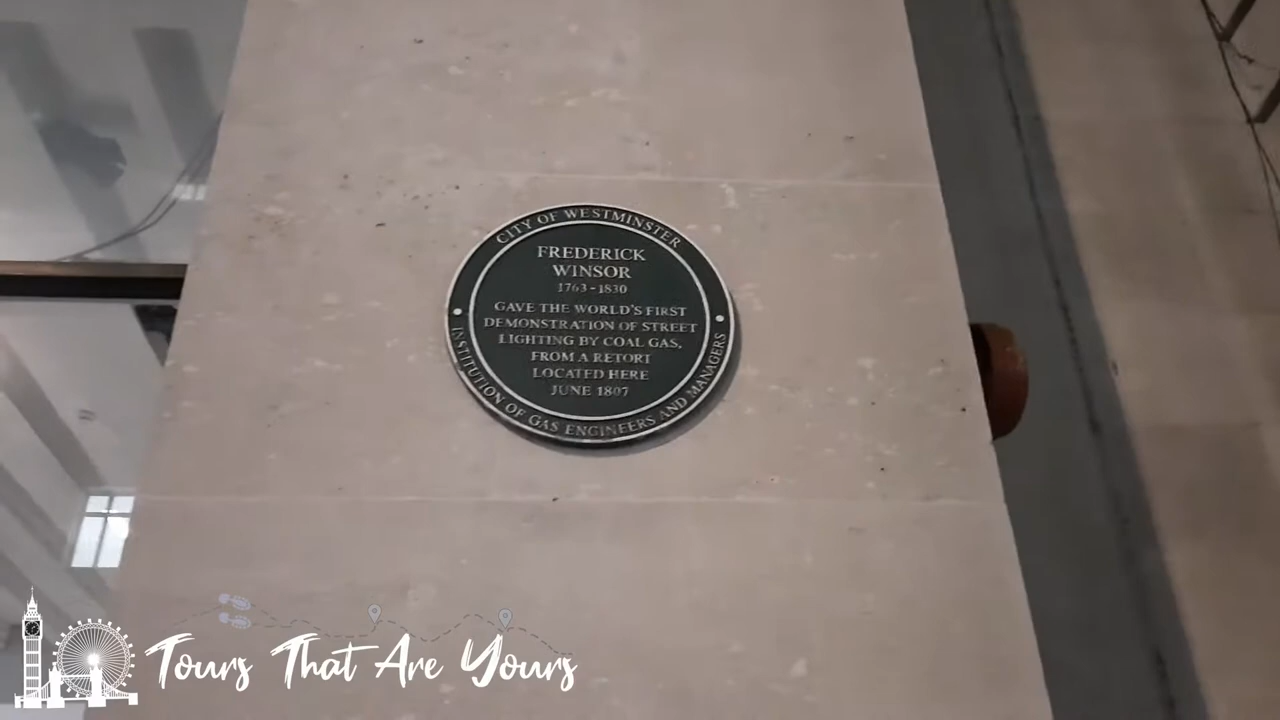 CITY OF WESTMINSTER
FREDERICK
WINSOR
1763-1830
GAVE THE WORLD'S FIRST
DEMONSTRATION OF STREET
LIGHTING BY COAL GAS,
FROM A RETORT
LOCATED HERE
JUNE 1807
INSTITUTION OF GAS ENGINEERS AND MANAGERS
Tours That Are Yours